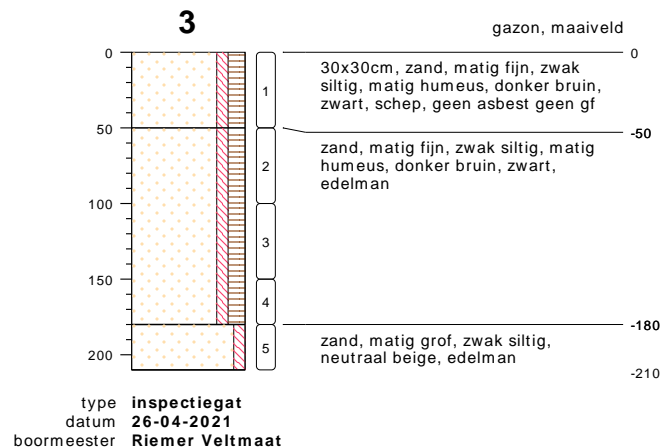 3
gazon, maaiveld
0
0
30x30cm, zand, matig fijn, zwak
siltig, matig humeus, donker bruin,
zwart, schep, geen asbest geen gf
1
50
-50
zand, matig fijn, zwak siltig, matig
humeus, donker bruin, zwart,
edelman
2
100
3
150
4
-180
zand, matig grof, zwak siltig,
neutraal beige, edelman
5
200
-210
type inspectiegat
datum 26-04-2021
boormeester Riemer Veltmaat